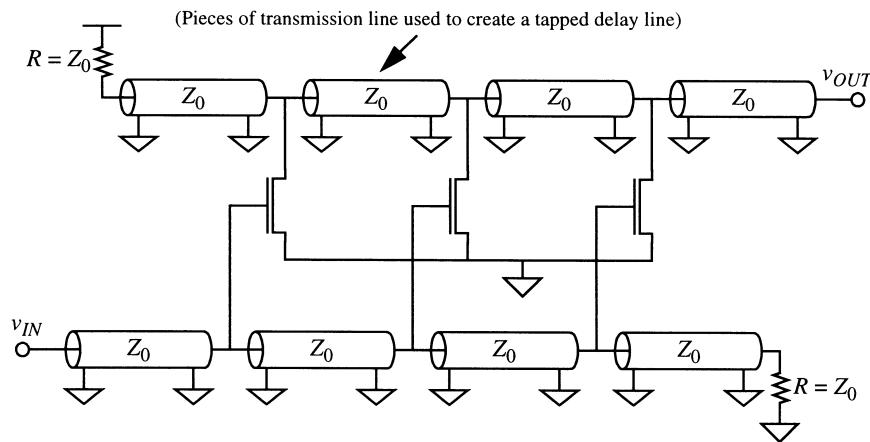 (Pieces of transmission line used to create a tapped delay line)
R = Z0
Z0 Z0 Z0 Z0
vOUT
vIN
Z0 Z0 Z0 Z0
R = Z0